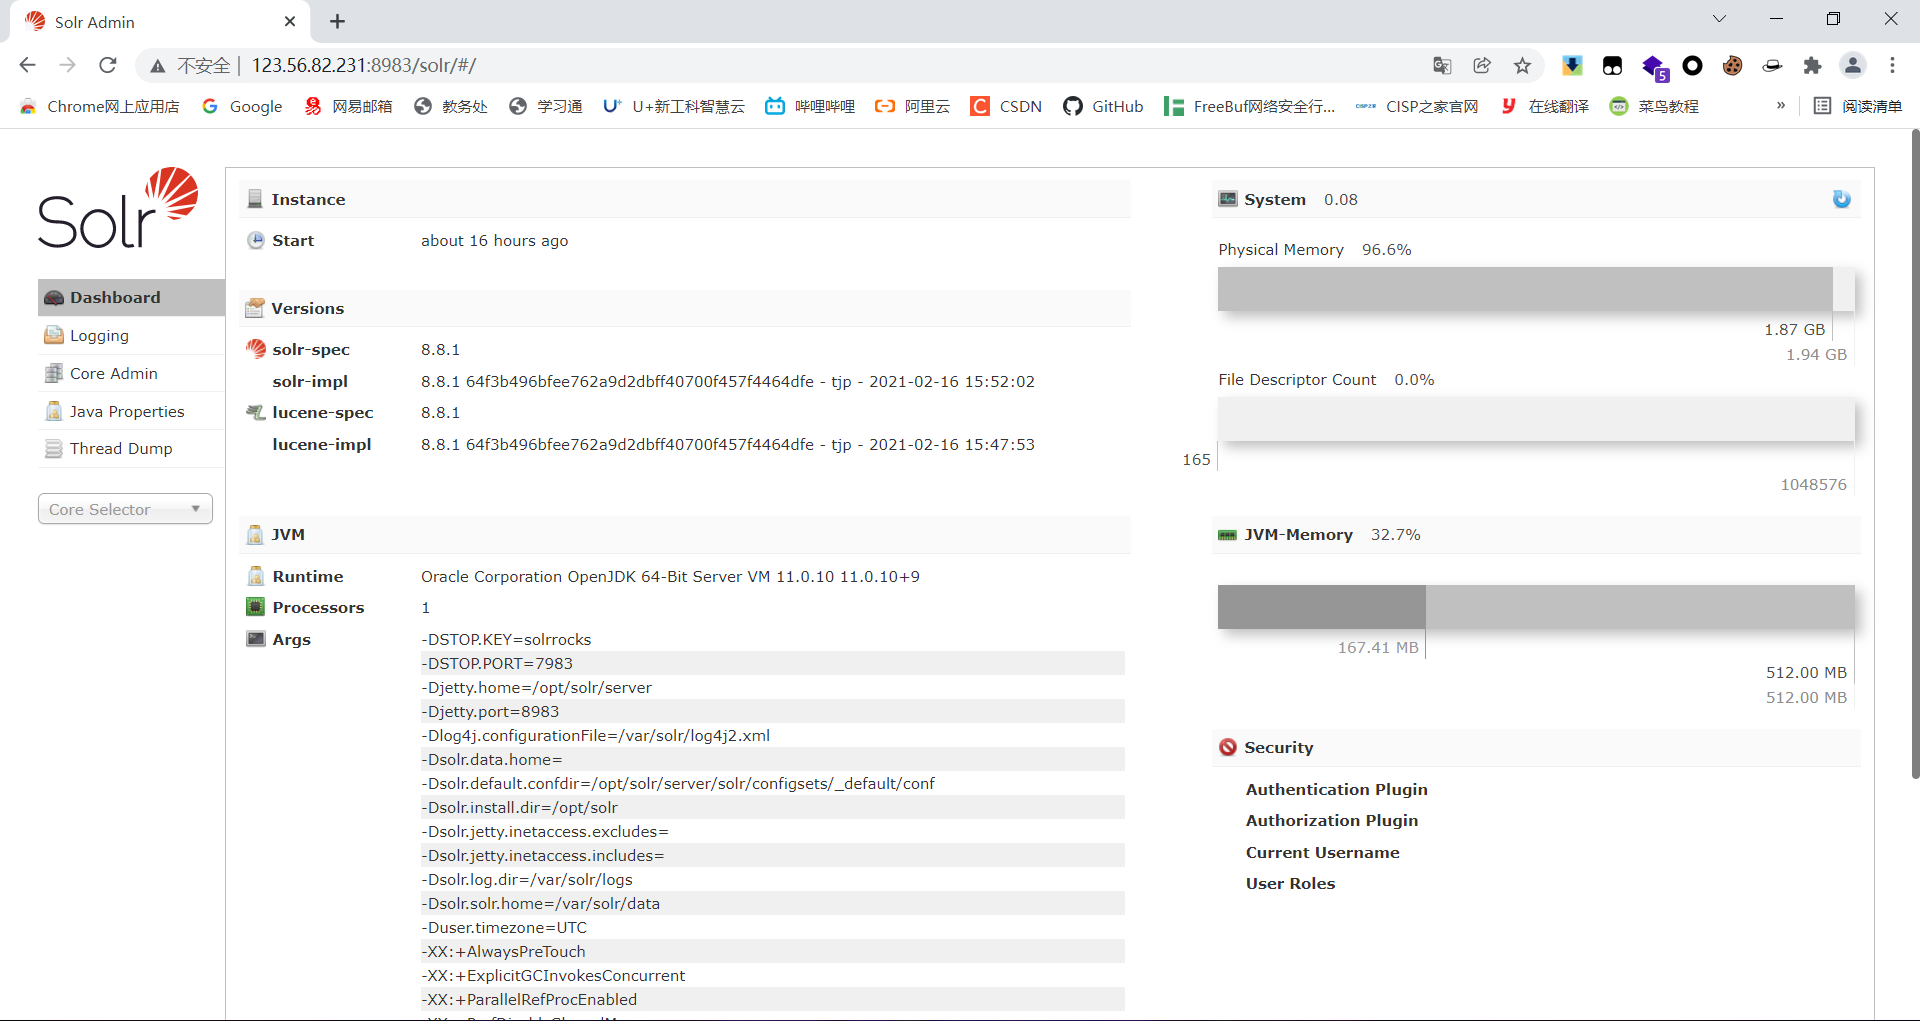 Solr Admin
不安全 123.56.82.231:8983/solr/#/
5
Chrome网上应用店 Google 网易邮箱 教务处 学习通 U+新工科智慧云 哔哩哔哩 阿里云 CSDN GitHub FreeBuf网络安全行... CISP之家官网 在线翻译 菜鸟教程 » 阅读清单
Solr
Dashboard
Logging
Core Admin
Java Properties
Thread Dump
Core Selector
Instance
Start about 16 hours ago
Versions
solr-spec 8.8.1
solr-impl 8.8.1 64f3b496bfee762a9d2dbff40700f457f4464dfe - tjp - 2021-02-16 15:52:02
lucene-spec 8.8.1
lucene-impl 8.8.1 64f3b496bfee762a9d2dbff40700f457f4464dfe - tjp - 2021-02-16 15:47:53
JVM
Runtime Oracle Corporation OpenJDK 64-Bit Server VM 11.0.10 11.0.10+9
Processors 1
Args -DSTOP.KEY=solrrocks
-DSTOP.PORT=7983
-Djetty.home=/opt/solr/server
-Djetty.port=8983
-Dlog4j.configurationFile=/var/solr/log4j2.xml
-Dsolr.data.home=
-Dsolr.default.confdir=/opt/solr/server/solr/configsets/_default/conf
-Dsolr.install.dir=/opt/solr
-Dsolr.jetty.inetaccess.excludes=
-Dsolr.jetty.inetaccess.includes=
-Dsolr.log.dir=/var/solr/logs
-Dsolr.solr.home=/var/solr/data
-Duser.timezone=UTC
-XX:+AlwaysPreTouch
-XX:+ExplicitGCInvokesConcurrent
-XX:+ParallelRefProcEnabled
System 0.08
Physical Memory 96.6%
1.87 GB
1.94 GB
File Descriptor Count 0.0%
165
1048576
JVM-Memory 32.7%
167.41 MB
512.00 MB
512.00 MB
Security
Authentication Plugin
Authorization Plugin
Current Username
User Roles